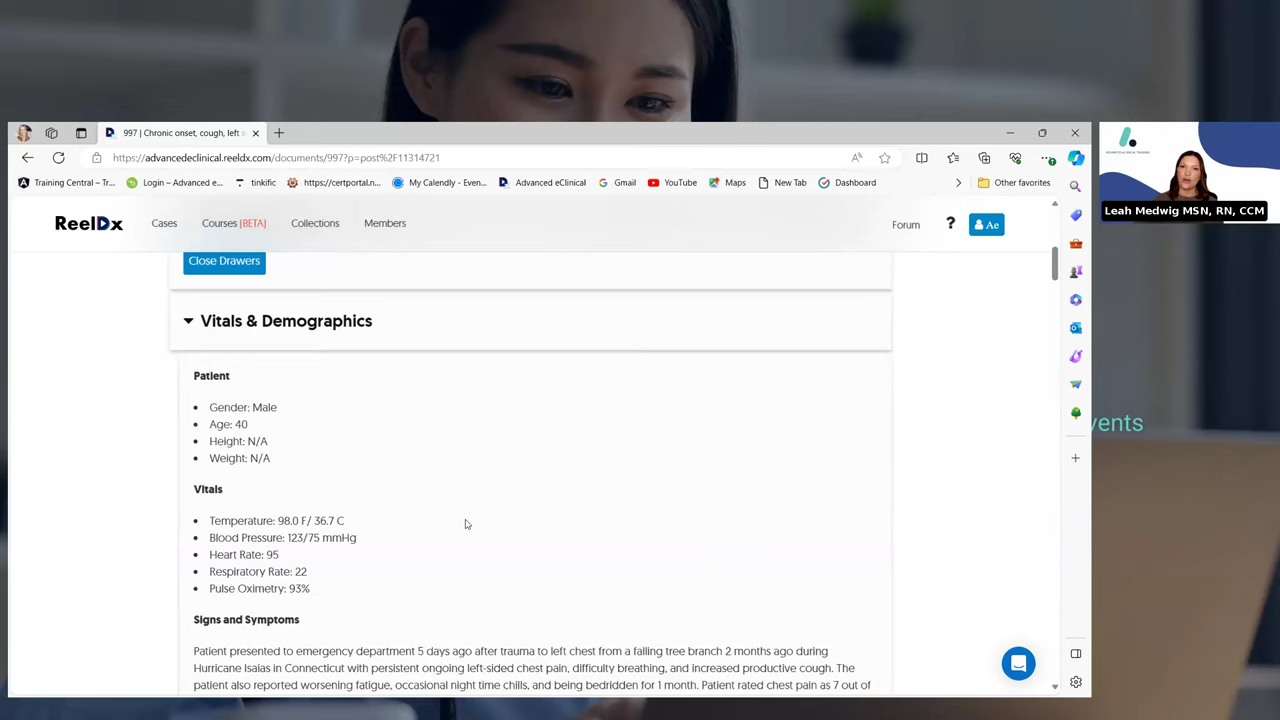 997 | Chronic onset, cough, left s
https://advancedeclinical.reeldx.com/documents/997?p=post%2F11314721
Training Central – Tr...
Login – Advanced e...
tinkific
https://certportal.n...
My Calendly - Even...
Advanced eClinical
Gmail
YouTube
Maps
New Tab
Dashboard
Other favorites
ReelDx
Cases
Courses [BETA]
Collections
Members
Forum
?
Ae
Close Drawers
Vitals & Demographics
Patient
Gender: Male
Age: 40
Height: N/A
Weight: N/A
Vitals
Temperature: 98.0 F/ 36.7 C
Blood Pressure: 123/75 mmHg
Heart Rate: 95
Respiratory Rate: 22
Pulse Oximetry: 93%
Signs and Symptoms
Patient presented to emergency department 5 days ago after trauma to left chest from a falling tree branch 2 months ago during
Hurricane Isaias in Connecticut with persistent ongoing left-sided chest pain, difficulty breathing, and increased productive cough. The
patient also reported worsening fatigue, occasional night time chills, and being bedridden for 1 month. Patient rated chest pain as 7 out of
Leah Medwig MSN, RN, CCM
vents